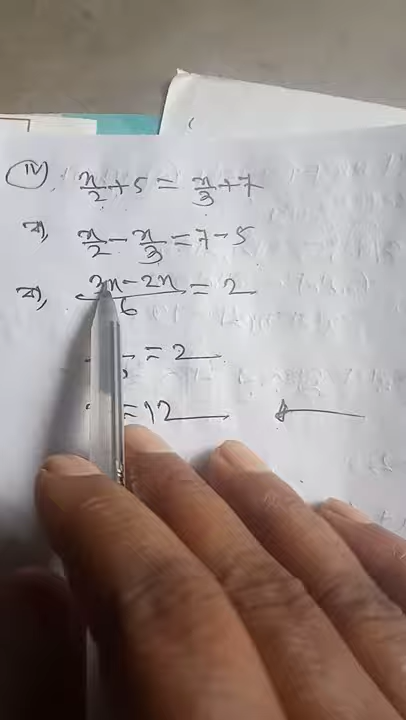 (iv) x/2 + 5 = x/3 + 7
বা, x/2 - x/3 = 7 - 5
বা, (3x - 2x)/6 = 2
= 2
= 12